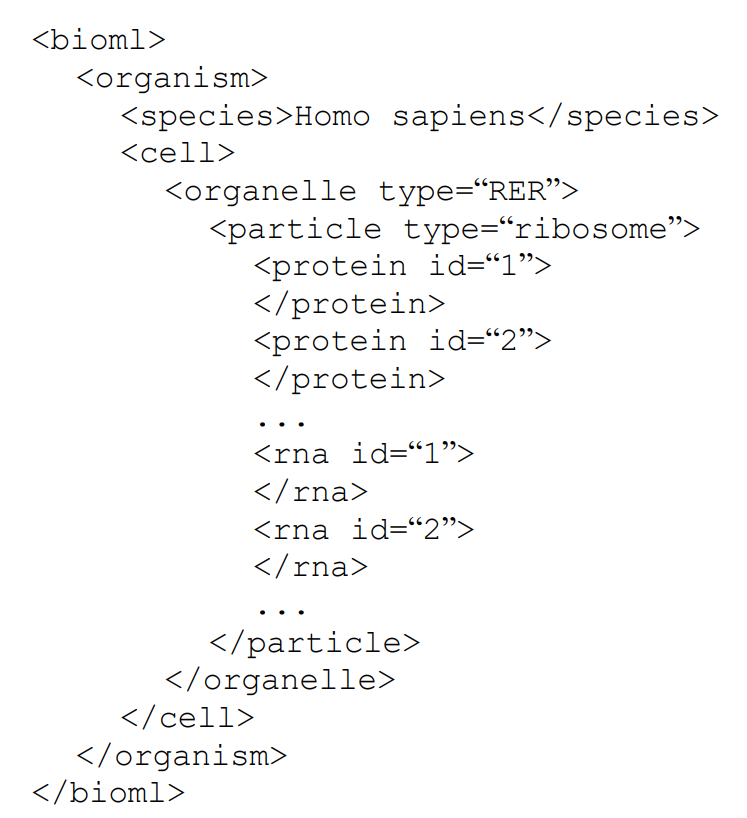 <bioml>
<organism>
<species>Homo sapiens</species>
<cell>
<organelle type=“RER”>
<particle type=“ribosome”>
<protein id=“1”>
</protein>
<protein id=“2”>
</protein>
...
<rna id=“1”>
</rna>
<rna id=“2”>
</rna>
...
</particle>
</organelle>
</cell>
</organism>
</bioml>